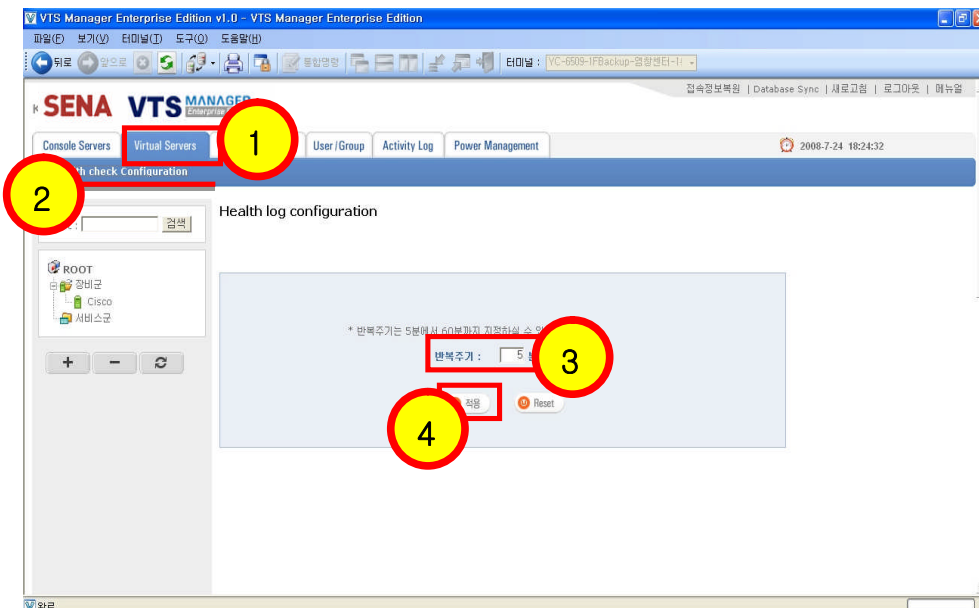 VTS Manager Enterprise Edition v1.0 - VTS Manager Enterprise Edition
파일(F) 보기(V) 터미널(T) 도구(O) 도움말(H)
뒤로 앞으로 통합명령 터미널 :
접속정보복원 | Database Sync | 새로고침 | 로그아웃 | 메뉴얼
SENA VTS MANAGER
Console Servers Virtual Servers User/Group Activity Log Power Management 2008-7-24 18:24:32
1
check Configuration
2
검색
Health log configuration
ROOT
장비군
Cisco
서비스군
+ -
* 반복주기는 5분에서 60분까지 지정하실 수
반복주기 : 5
3
적용 Reset
4
완료